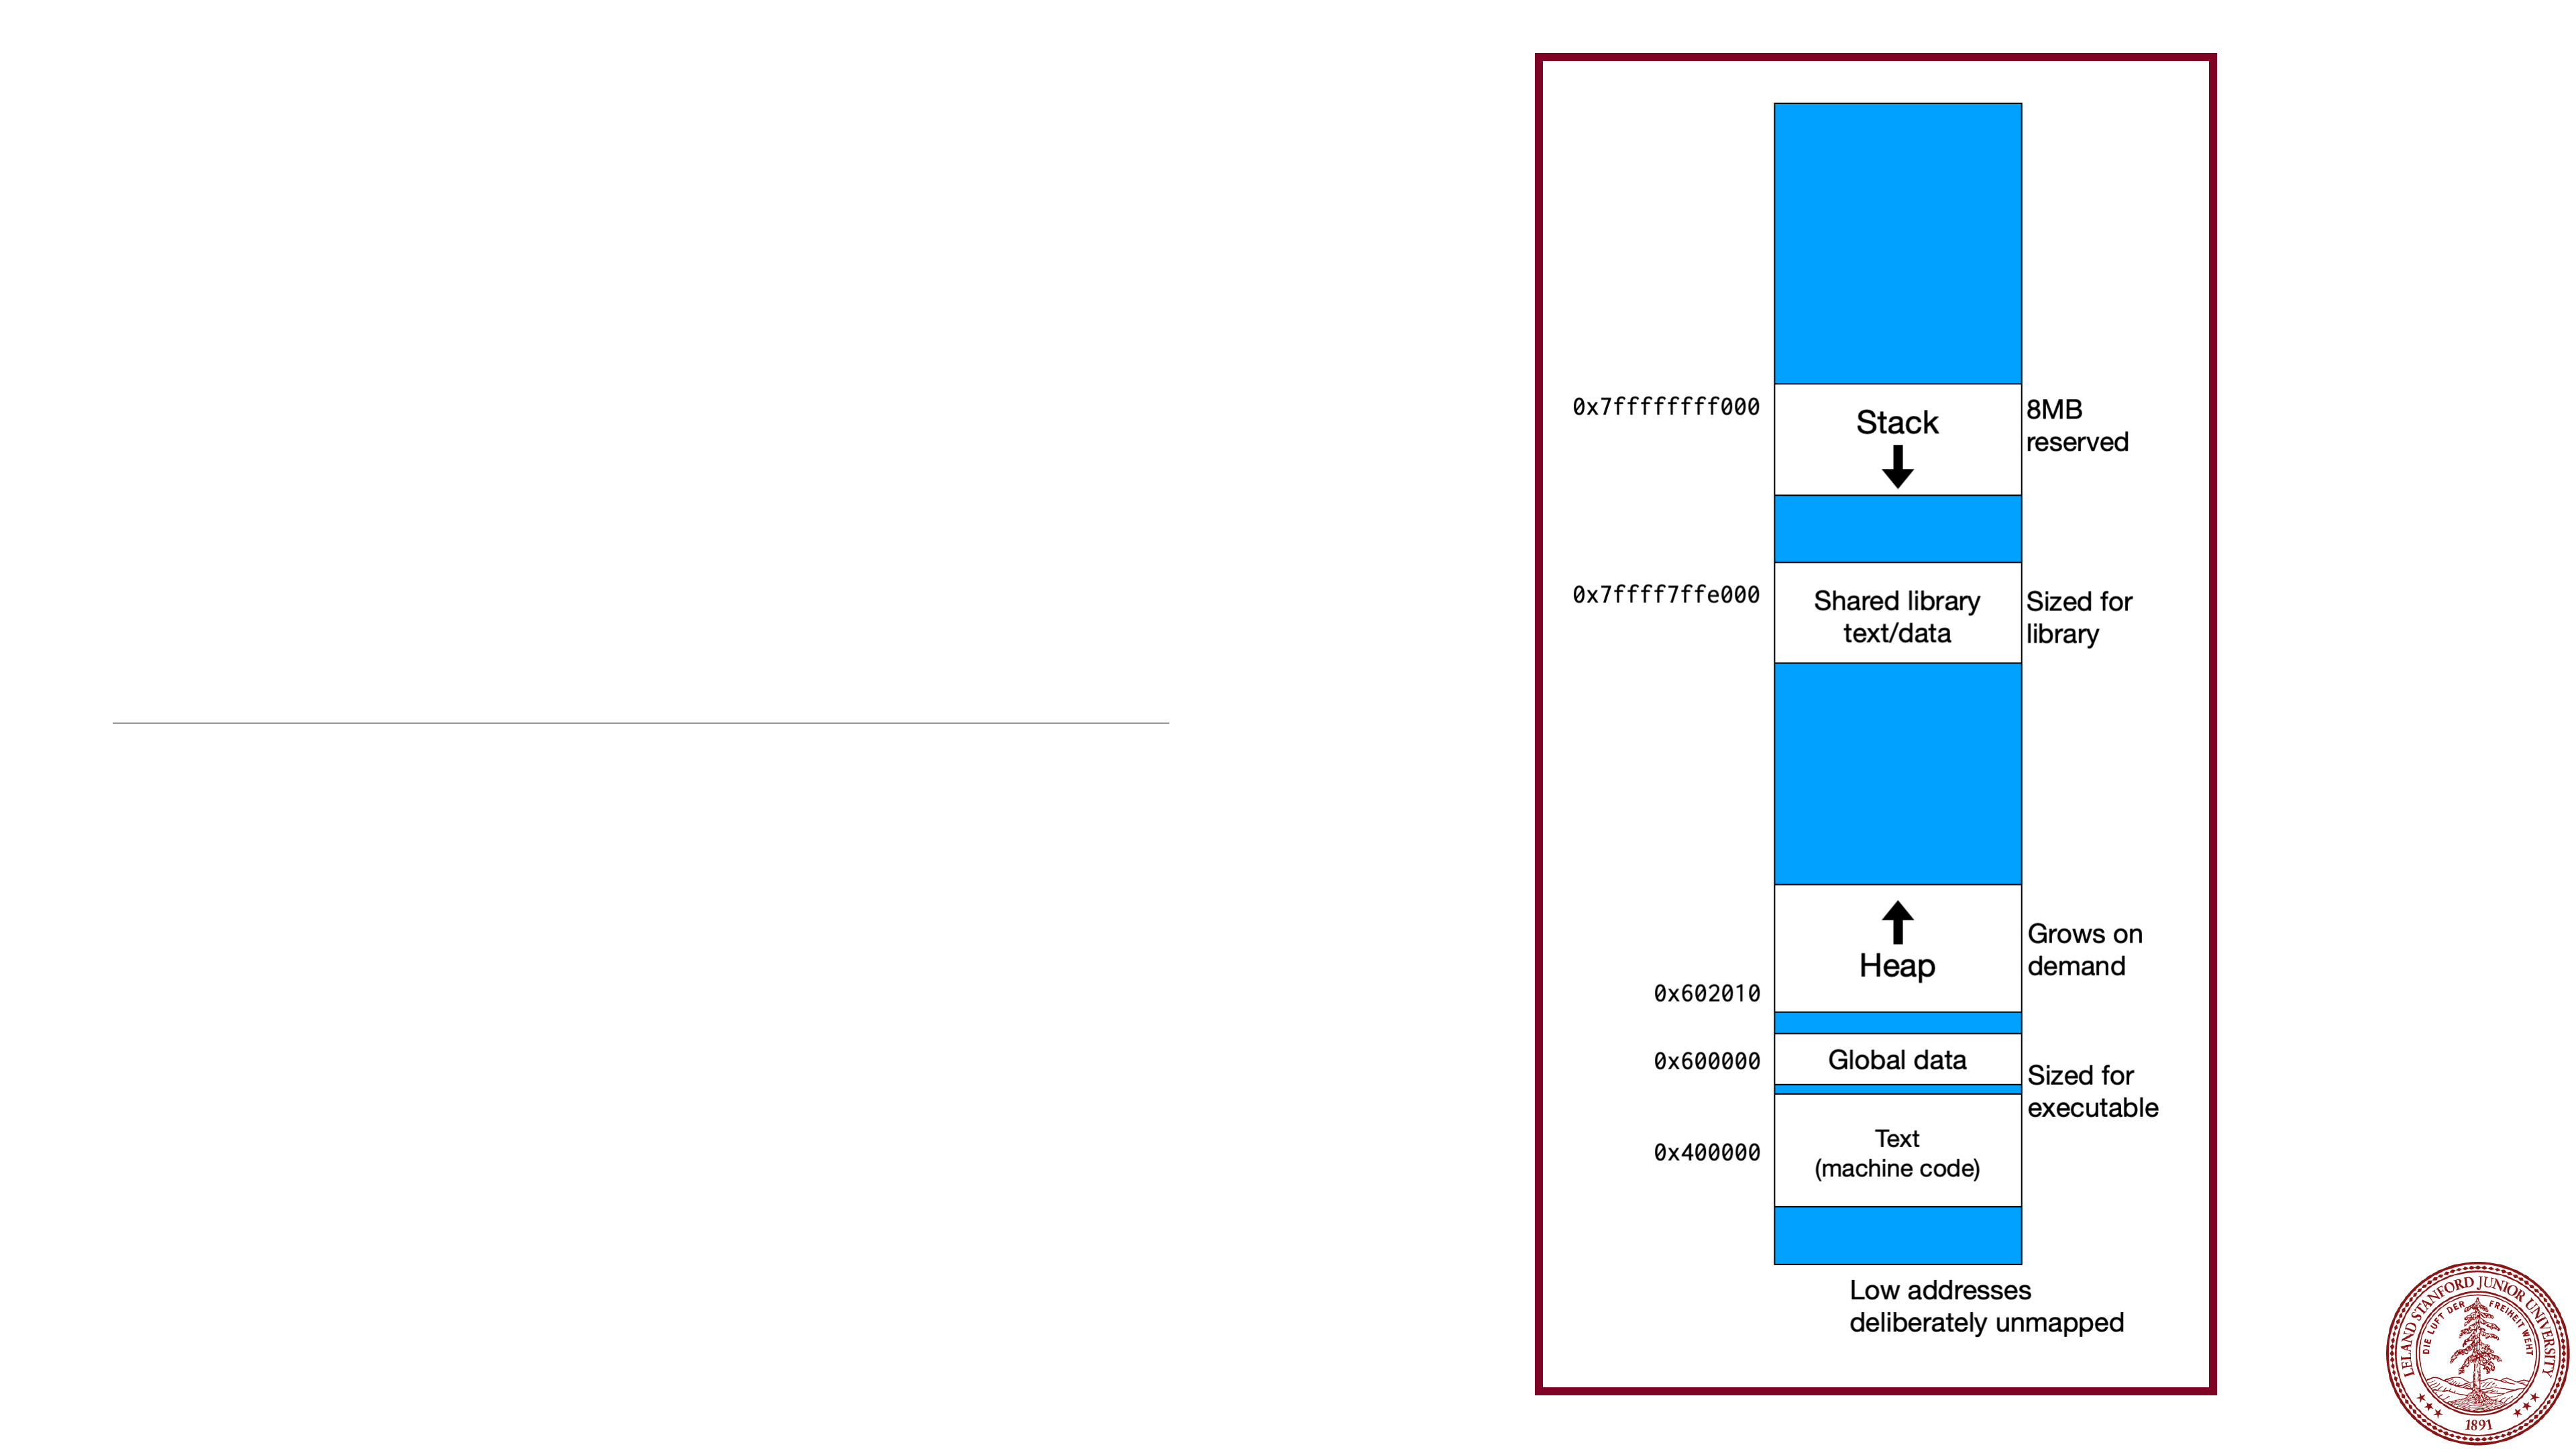 0x7ffffffff000
Stack
8MB
reserved
0x7ffff7ffe000
Shared library
text/data
Sized for
library
Grows on
demand
Heap
0x602010
0x600000
Global data
Sized for
executable
0x400000
Text
(machine code)
Low addresses
deliberately unmapped
LELAND STANFORD JUNIOR UNIVERSITY
DIE LUFT DER FREIHEIT WEHT
1891